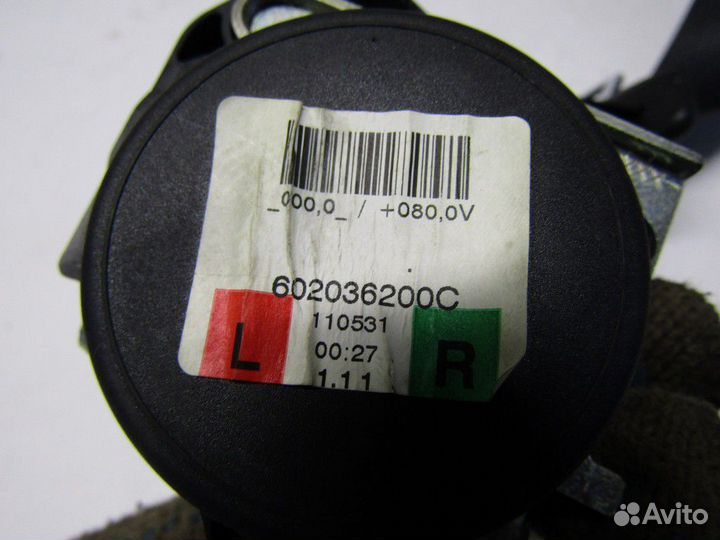 _000,0_ / +080,0V
602036200C
110531
L
00:27
R
1.11
Avito